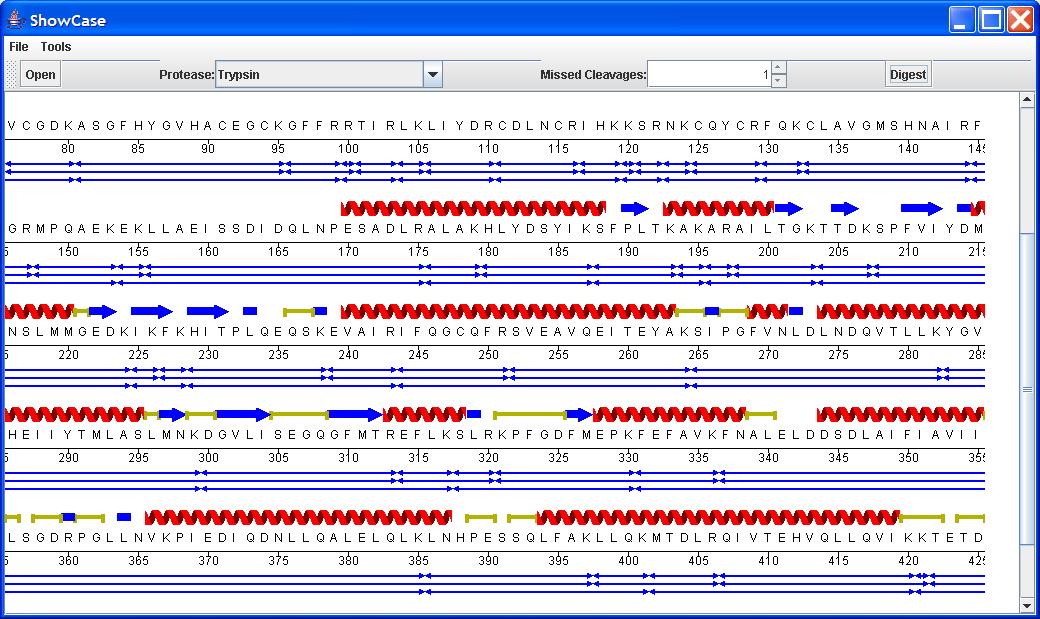 ShowCase
File Tools
Open Protease: Trypsin Missed Cleavages: 1 Digest
V C G D K A S G F H Y G V H A C E G C K G F F R R T I R L K L I Y D R C D L N C R I H K K S R N K C Q Y C R F Q K C L A V G M S H N A I R F
80 85 90 95 100 105 110 115 120 125 130 135 140 145
G R M P Q A E K E K L L A E I S S D I D Q L N P E S A D L R A L A K H L Y D S Y I K S F P L T K A K A R A I L T G K T T D K S P F V I Y D M
5 150 155 160 165 170 175 180 185 190 195 200 205 210 215
N S L M M G E D K I K F K H I T P L Q E Q S K E V A I R I F Q G C Q F R S V E A V Q E I T E Y A K S I P G F V N L D L N D Q V T L L K Y G V
5 220 225 230 235 240 245 250 255 260 265 270 275 280 285
H E I I Y T M L A S L M N K D G V L I S E G Q G F M T R E F L K S L R K P F G D F M E P K F E F A V K F N A L E L D D S D L A I F I A V I I
5 290 295 300 305 310 315 320 325 330 335 340 345 350 355
L S G D R P G L L N V K P I E D I Q D N L L Q A L E L Q L K L N H P E S S Q L F A K L L Q K M T D L R Q I V T E H V Q L L Q V I K K T E T D
5 360 365 370 375 380 385 390 395 400 405 410 415 420 425